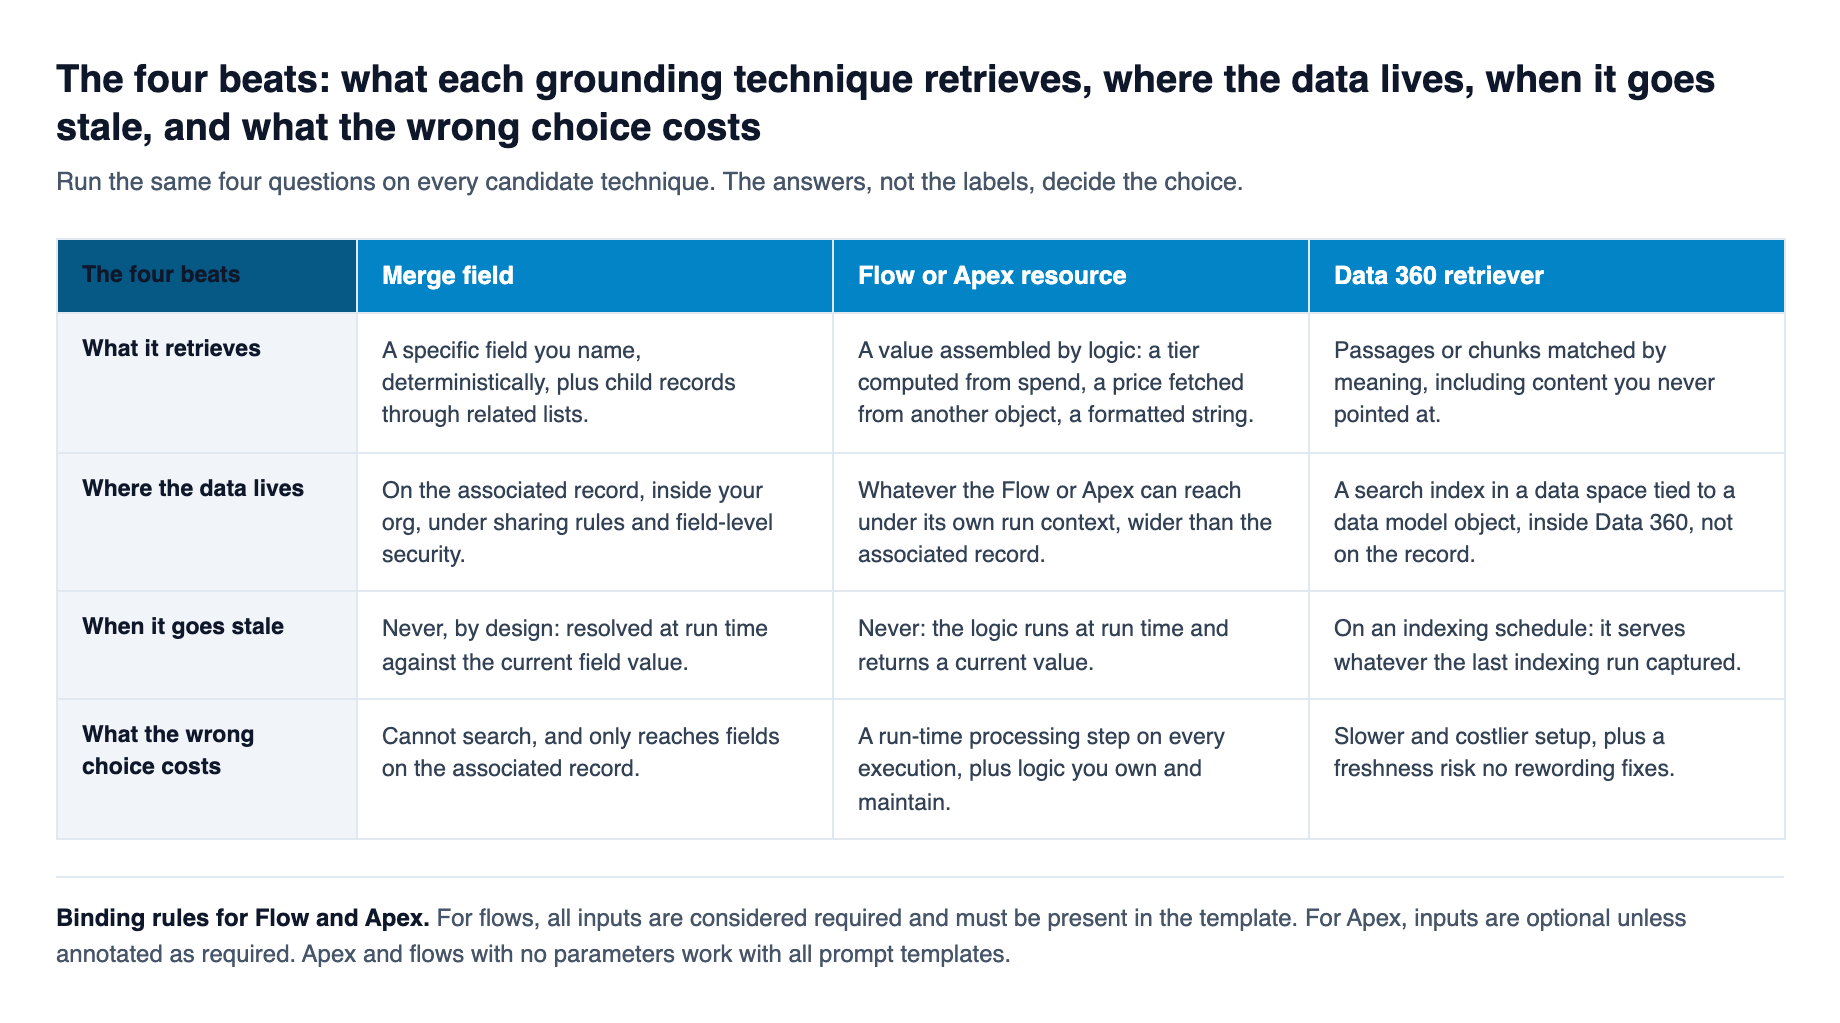 The four beats: what each grounding technique retrieves, where the data lives, when it goes
stale, and what the wrong choice costs
Run the same four questions on every candidate technique. The answers, not the labels, decide the choice.
The four beats
Merge field
Flow or Apex resource
Data 360 retriever
What it retrieves
A specific field you name,
deterministically, plus child records
through related lists.
A value assembled by logic: a tier
computed from spend, a price fetched
from another object, a formatted string.
Passages or chunks matched by
meaning, including content you never
pointed at.
Where the data lives
On the associated record, inside your
org, under sharing rules and field-level
security.
Whatever the Flow or Apex can reach
under its own run context, wider than the
associated record.
A search index in a data space tied to a
data model object, inside Data 360, not
on the record.
When it goes stale
Never, by design: resolved at run time
against the current field value.
Never: the logic runs at run time and
returns a current value.
On an indexing schedule: it serves
whatever the last indexing run captured.
What the wrong
choice costs
Cannot search, and only reaches fields
on the associated record.
A run-time processing step on every
execution, plus logic you own and
maintain.
Slower and costlier setup, plus a
freshness risk no rewording fixes.
Binding rules for Flow and Apex. For flows, all inputs are considered required and must be present in the template. For Apex, inputs are optional unless
annotated as required. Apex and flows with no parameters work with all prompt templates.